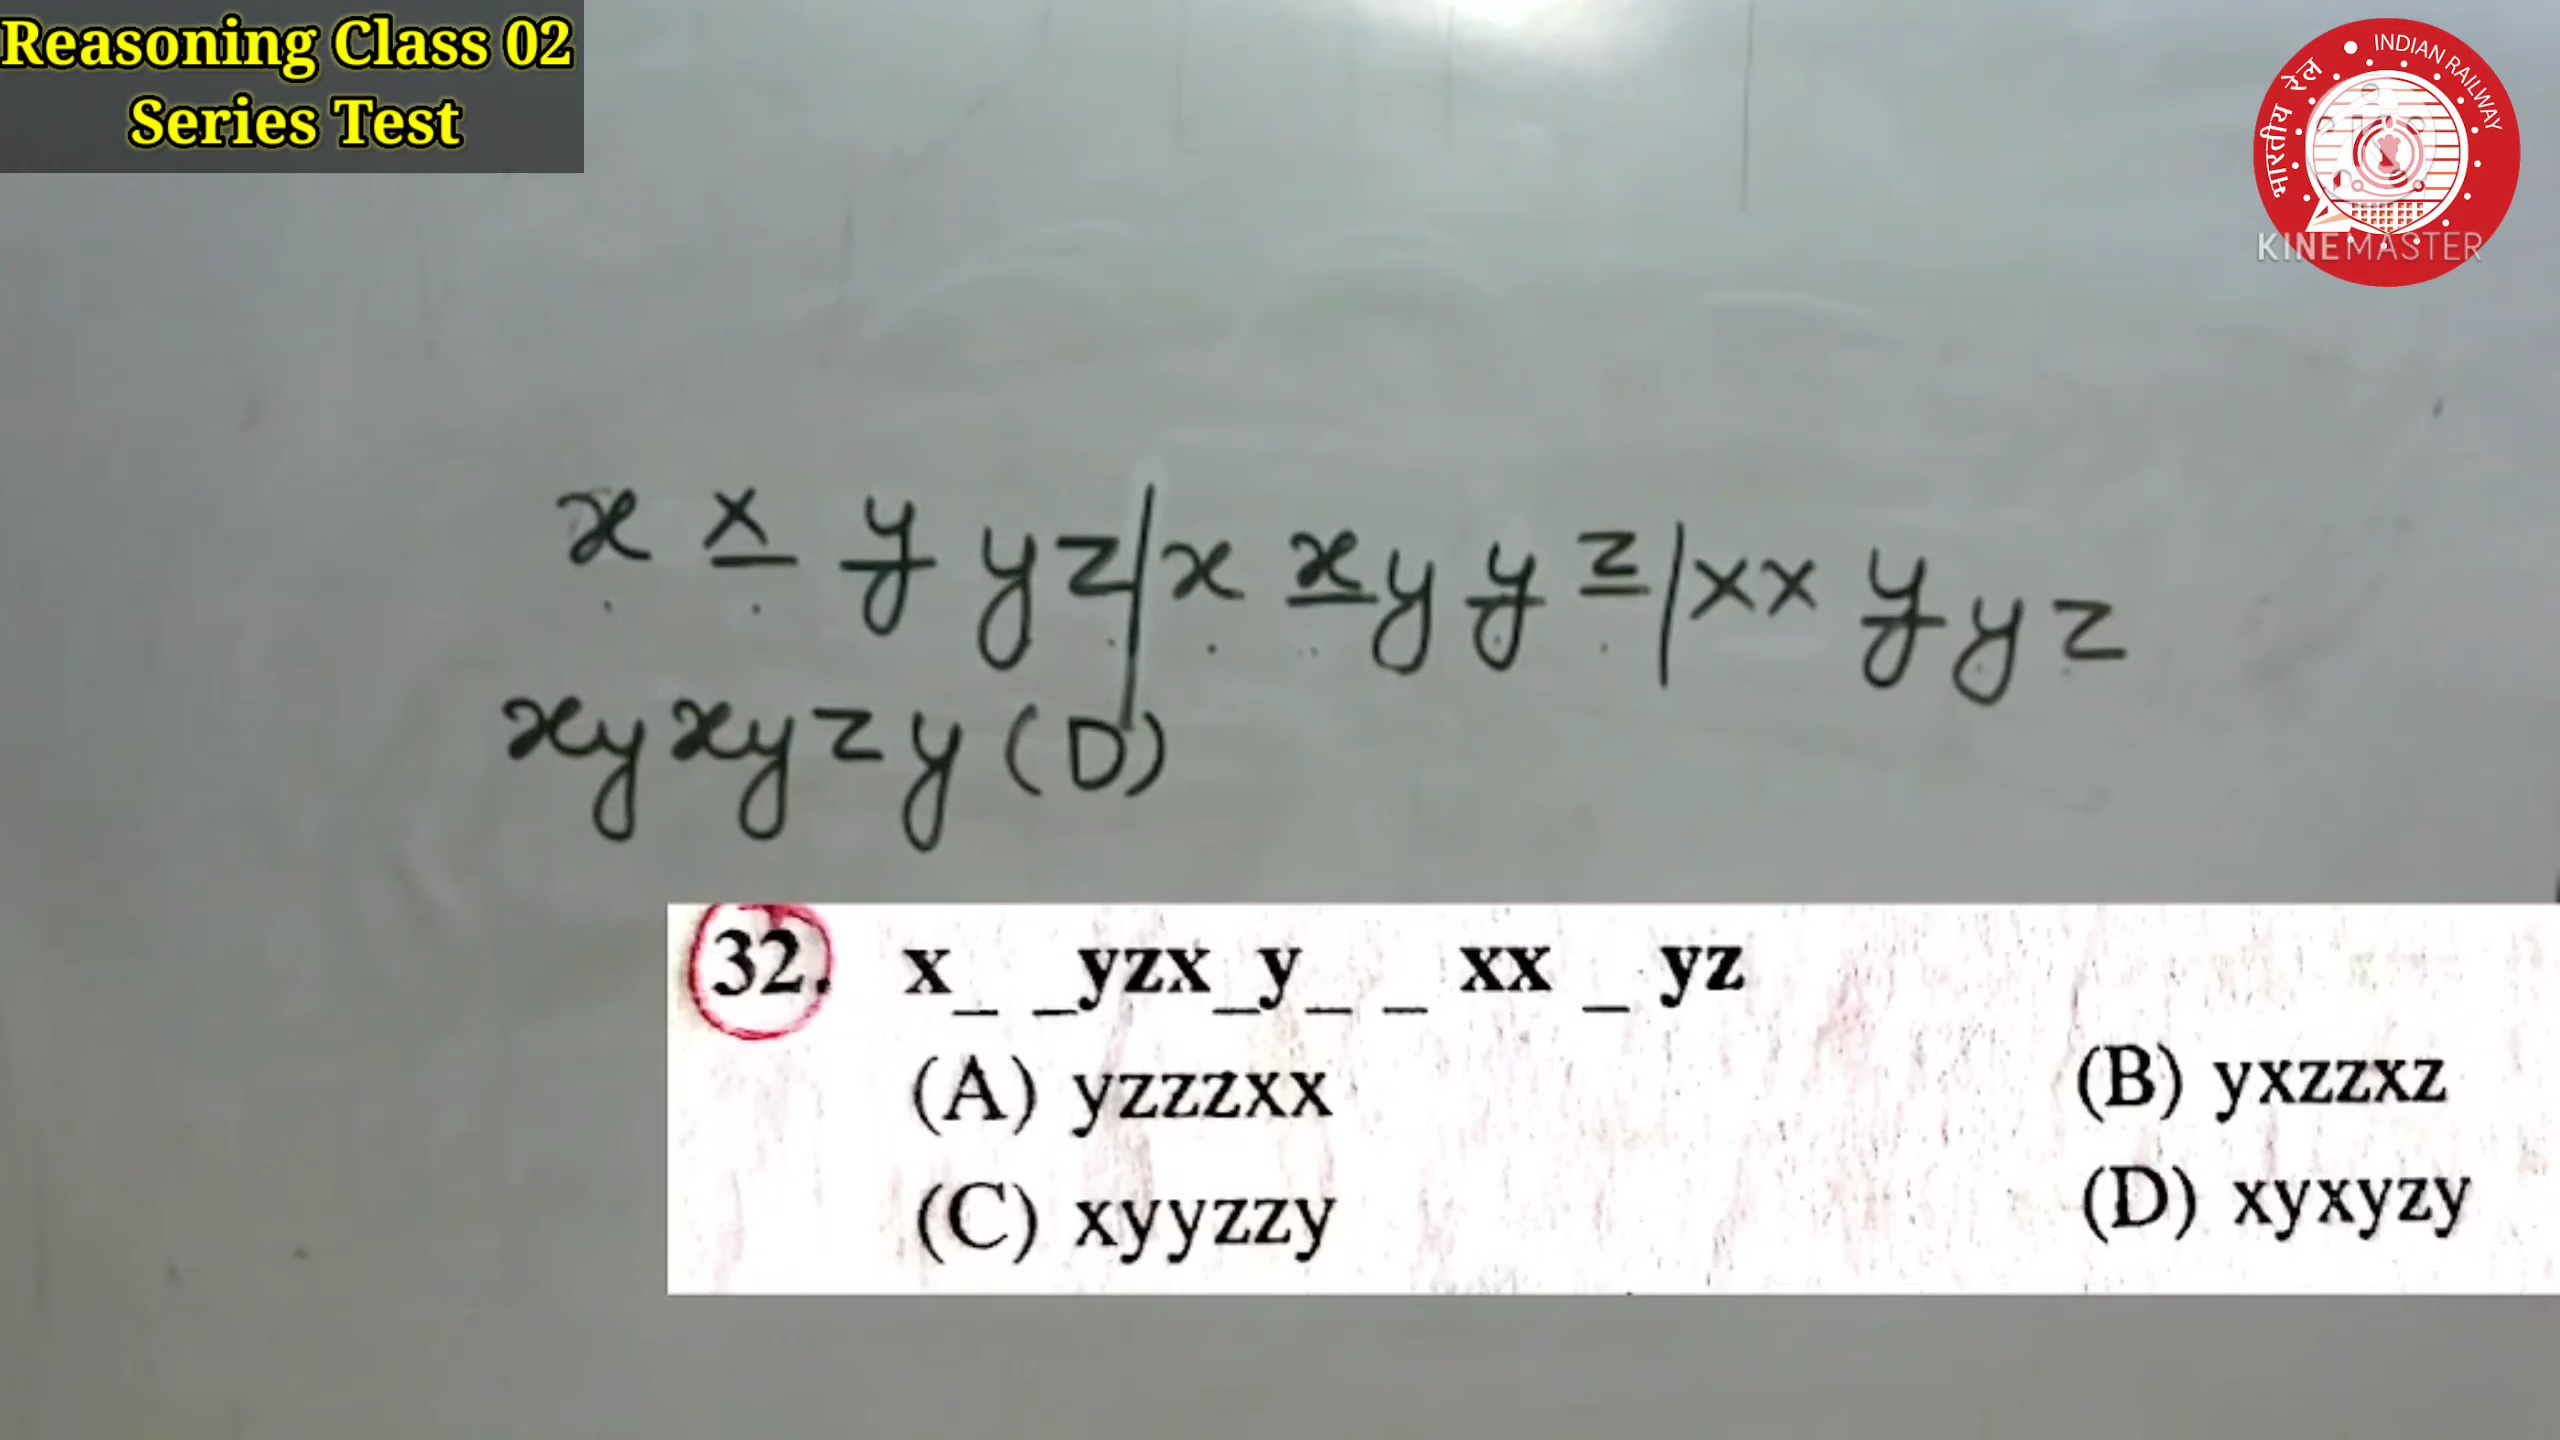 Reasoning Class 02
Series Test
भारतीय रेल
INDIAN RAILWAY
KINEMASTER
x x y y z | x x y y z | x x y y z
xyxyzy (D)
32. x_ _yzx_y_ _ xx _ yz
(A) yzzzxx
(B) yxzzxz
(C) xyyzzy
(D) xyxyzy